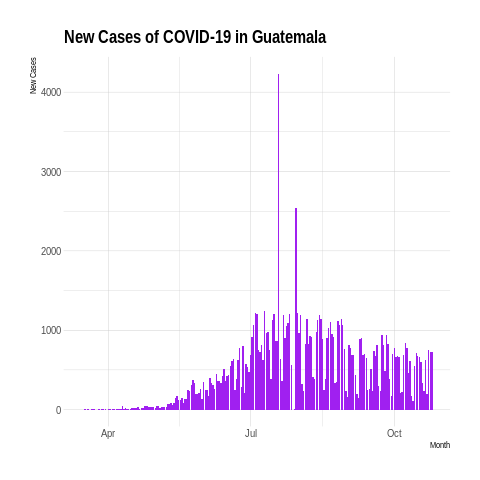 New Cases of COVID-19 in Guatemala
New Cases
4000
3000
2000
1000
0
Apr
Jul
Oct
Month